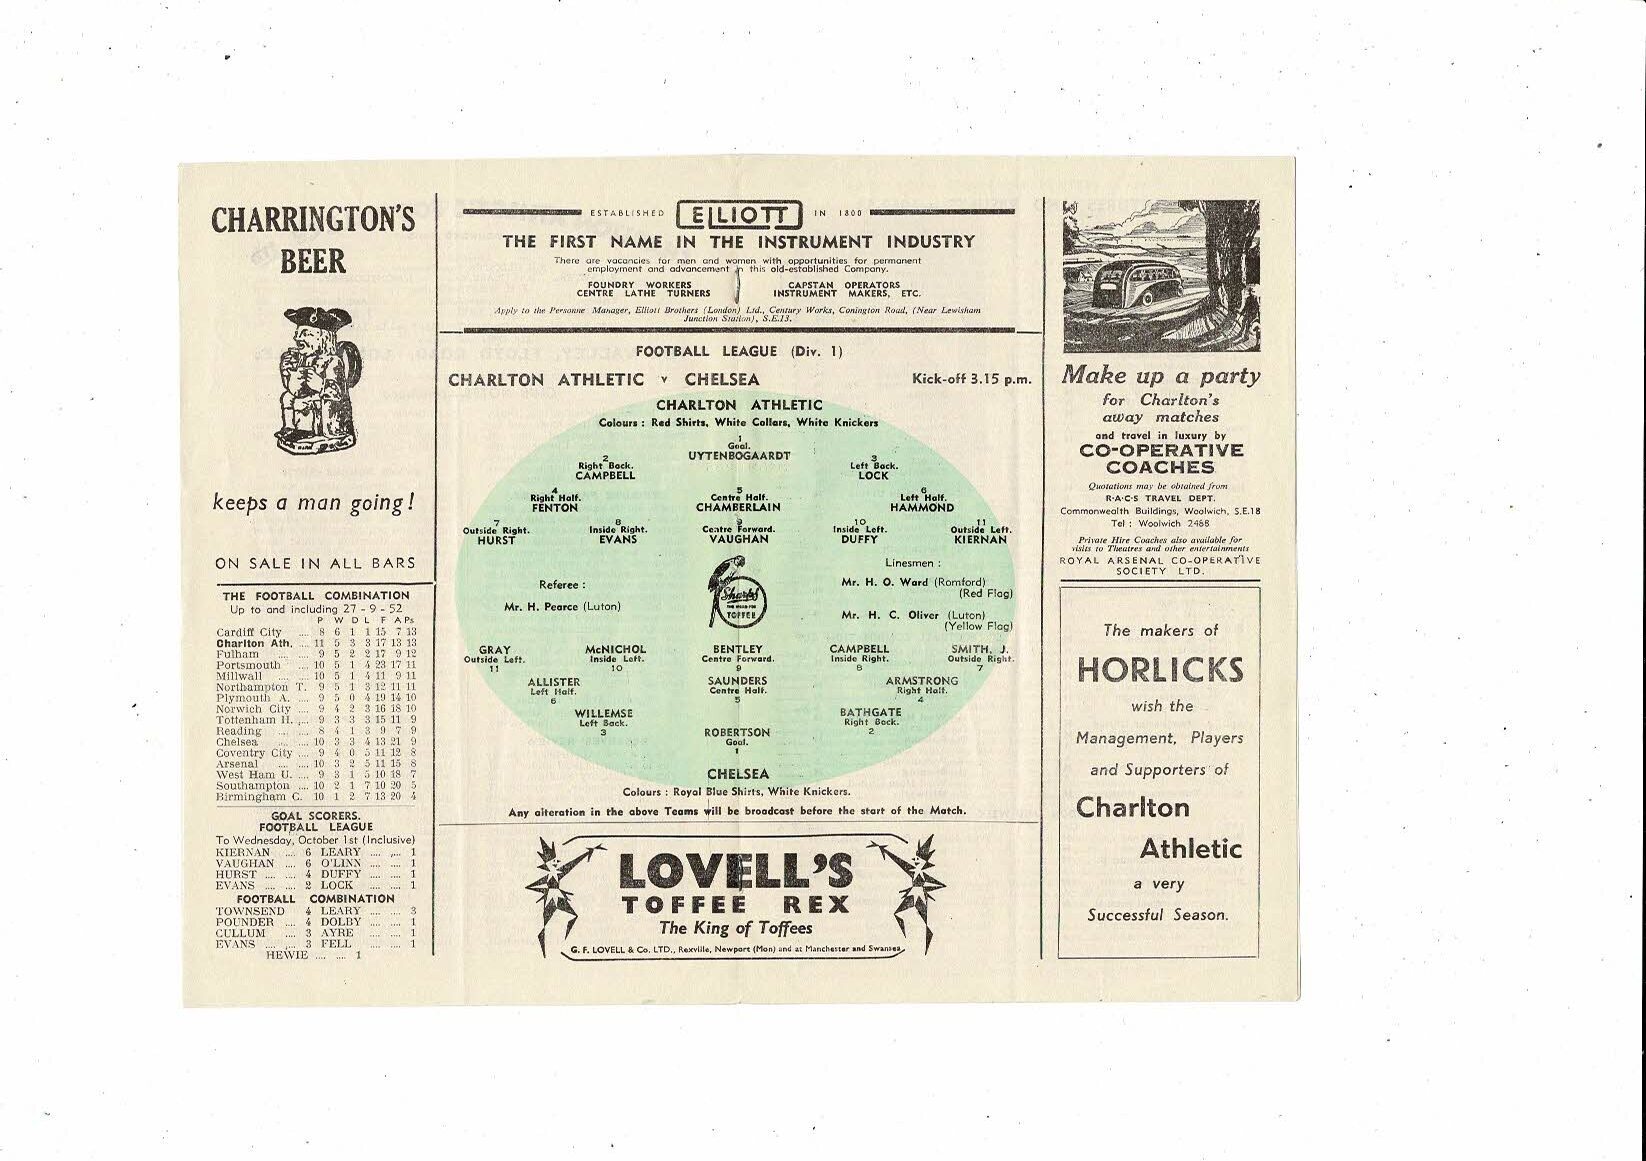 CHARRINGTON'S
BEER
keeps a man going!
ON SALE IN ALL BARS
THE FOOTBALL COMBINATION
Up to and including 27 - 9 - 52
P W D L F A Ps
Cardiff City .... 8 6 1 1 15 7 13
Charlton Ath. ... 11 5 3 3 17 13 13
Fulham .... .... 9 5 2 2 17 9 12
Portsmouth .... 10 5 1 4 23 17 11
Millwall .... .... 10 5 1 4 11 9 11
Northampton T. 9 5 1 3 12 11 11
Plymouth A. .... 9 5 0 4 19 14 10
Norwich City .... 9 4 2 3 16 18 10
Tottenham H. .... 9 3 3 3 15 11 9
Reading .... .... 8 4 1 3 9 7 9
Chelsea .... .... 10 3 3 4 13 21 9
Coventry City .... 9 4 0 5 11 12 8
Arsenal .... .... 10 3 2 5 11 15 8
West Ham U. .... 9 3 1 5 10 18 7
Southampton .... 10 2 1 7 10 20 5
Birmingham C. 10 1 2 7 13 20 4
GOAL SCORERS.
FOOTBALL LEAGUE
To Wednesday, October 1st (Inclusive)
KIERNAN .... 6 LEARY .... .... 1
VAUGHAN .... 6 O'LINN .... .... 1
HURST .... .... 4 DUFFY .... .... 1
EVANS .... .... 2 LOCK .... .... 1
FOOTBALL COMBINATION
TOWNSEND 4 LEARY .... .... 3
POUNDER .... 4 DOLBY .... .... 1
CULLUM .... 3 AYRE .... .... 1
EVANS .... .... 3 FELL .... .... 1
HEWIE .... .... 1
ESTABLISHED ELLIOTT IN 1800
THE FIRST NAME IN THE INSTRUMENT INDUSTRY
There are vacancies for men and women with opportunities for permanent
employment and advancement in this old-established Company.
FOUNDRY WORKERS CAPSTAN OPERATORS
CENTRE LATHE TURNERS INSTRUMENT MAKERS, ETC.
Apply to the Personne Manager, Elliott Brothers (London) Ltd., Century Works, Conington Road, (Near Lewisham
Junction Station), S.E.13.
FOOTBALL LEAGUE (Div. 1)
CHARLTON ATHLETIC v CHELSEA Kick-off 3.15 p.m.
CHARLTON ATHLETIC
Colours : Red Shirts, White Collars, White Knickers
1
Goal.
UYTENBOGAARDT
2 3
Right Back. Left Back.
CAMPBELL LOCK
4 5 6
Right Half. Centre Half. Left Half.
FENTON CHAMBERLAIN HAMMOND
7 8 9 10 11
Outside Right. Inside Right. Centre Forward. Inside Left. Outside Left.
HURST EVANS VAUGHAN DUFFY KIERNAN
Referee :
Mr. H. Pearce (Luton)
Sharps
THE WORD FOR
TOFFEE
Linesmen :
Mr. H. O. Ward (Romford)
(Red Flag)
Mr. H. C. Oliver (Luton)
(Yellow Flag)
GRAY McNICHOL BENTLEY CAMPBELL SMITH, J.
Outside Left. Inside Left. Centre Forward. Inside Right. Outside Right.
11 10 9 8 7
ALLISTER SAUNDERS ARMSTRONG
Left Half. Centre Half. Right Half.
6 5 4
WILLEMSE BATHGATE
Left Back. Right Back.
3 2
ROBERTSON
Goal.
1
CHELSEA
Colours : Royal Blue Shirts, White Knickers.
Any alteration in the above Teams will be broadcast before the start of the Match.
LOVELL'S
TOFFEE REX
The King of Toffees
G. F. LOVELL & Co. LTD., Rexville, Newport (Mon) and at Manchester and Swansea.
Make up a party
for Charlton's
away matches
and travel in luxury by
CO-OPERATIVE
COACHES
Quotations may be obtained from
R·A·C·S TRAVEL DEPT.
Commonwealth Buildings, Woolwich, S.E.18
Tel : Woolwich 2468
Private Hire Coaches also available for
visits to Theatres and other entertainments
ROYAL ARSENAL CO-OPERATIVE
SOCIETY LTD.
The makers of
HORLICKS
wish the
Management, Players
and Supporters of
Charlton
Athletic
a very
Successful Season.